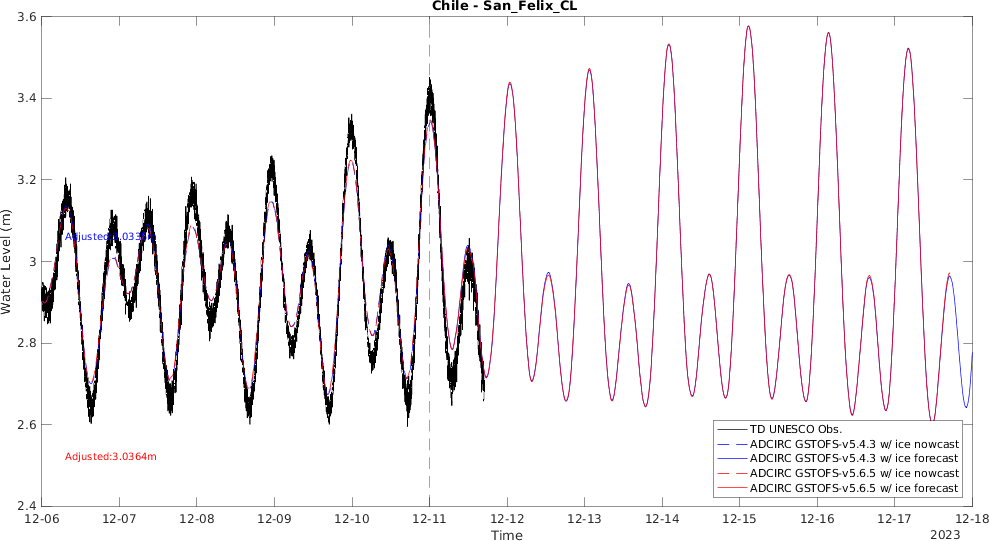 Chile - San_Felix_CL
3.6
3.4
3.2
3
2.8
2.6
2.4
Water Level (m)
Adjusted:3.0364m
12-06
12-07
12-08
12-09
12-10
12-11
12-12
12-13
12-14
12-15
12-16
12-17
12-18
Time
2023
TD UNESCO Obs.
ADCIRC GSTOFS-v5.4.3 w/ ice nowcast
ADCIRC GSTOFS-v5.4.3 w/ ice forecast
ADCIRC GSTOFS-v5.6.5 w/ ice nowcast
ADCIRC GSTOFS-v5.6.5 w/ ice forecast